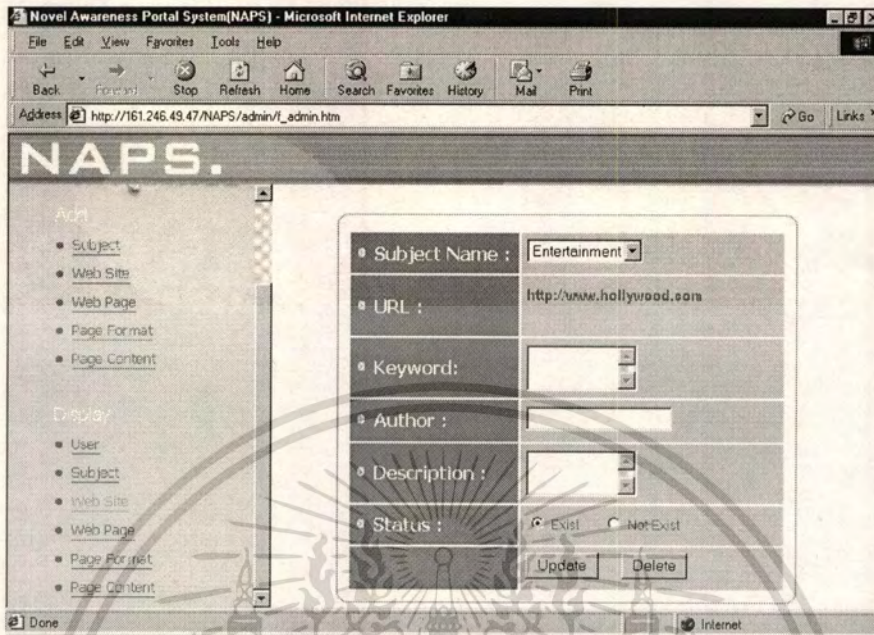 Novel Awareness Portal System(NAPS) - Microsoft Internet Explorer
File Edit View Favorites Tools Help
Back Forward Stop Refresh Home Search Favorites History Mail Print
Address http://161.246.49.47/NAPS/admin/f_admin.htm Go Links
NAPS.
Add
Subject
Web Site
Web Page
Page Format
Page Content
Display
User
Subject
Web Site
Web Page
Page Format
Page Content
Subject Name : Entertainment
URL : http://www.hollywood.com
Keyword:
Author :
Description :
Status : Exist Not Exist
Update Delete
Done Internet